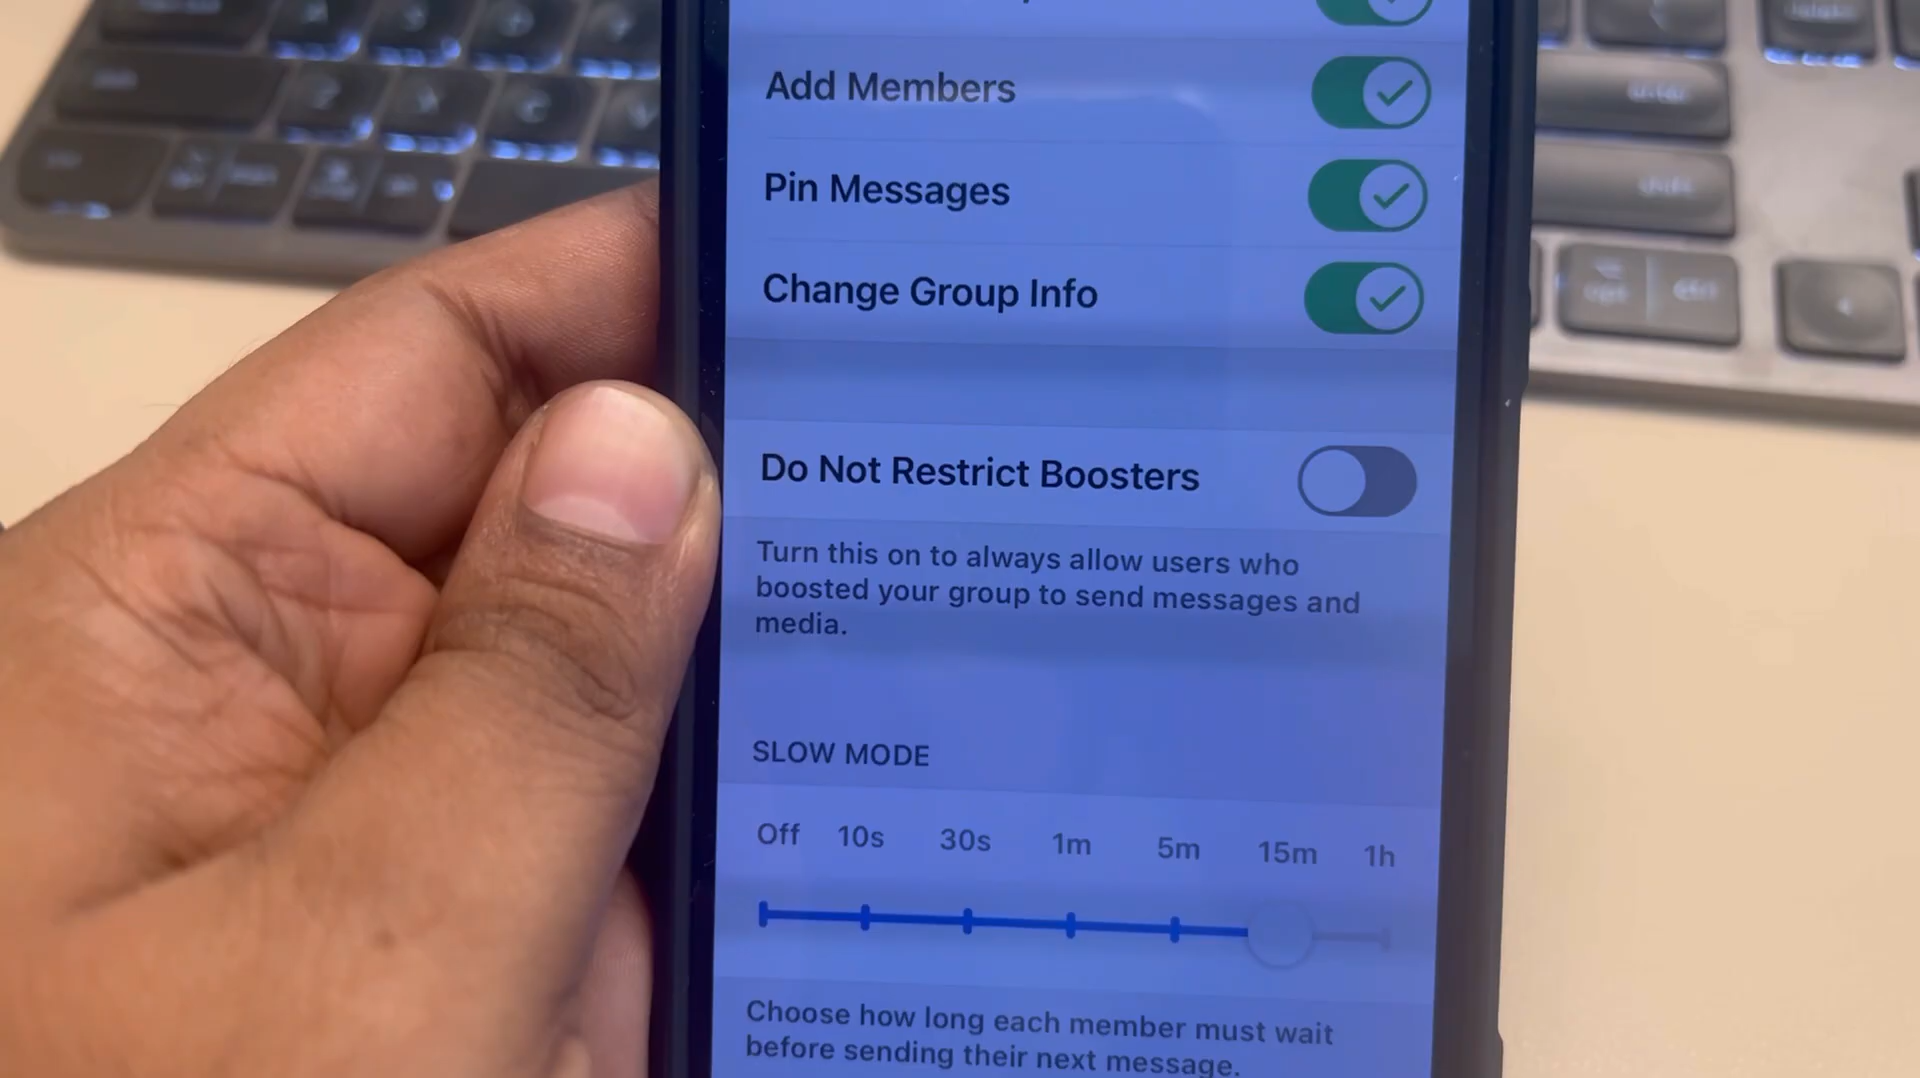 Add Members
Pin Messages
Change Group Info
Do Not Restrict Boosters
Turn this on to always allow users who
boosted your group to send messages and
media.
SLOW MODE
Off 10s 30s 1m 5m 15m 1h
Choose how long each member must wait
before sending their next message.